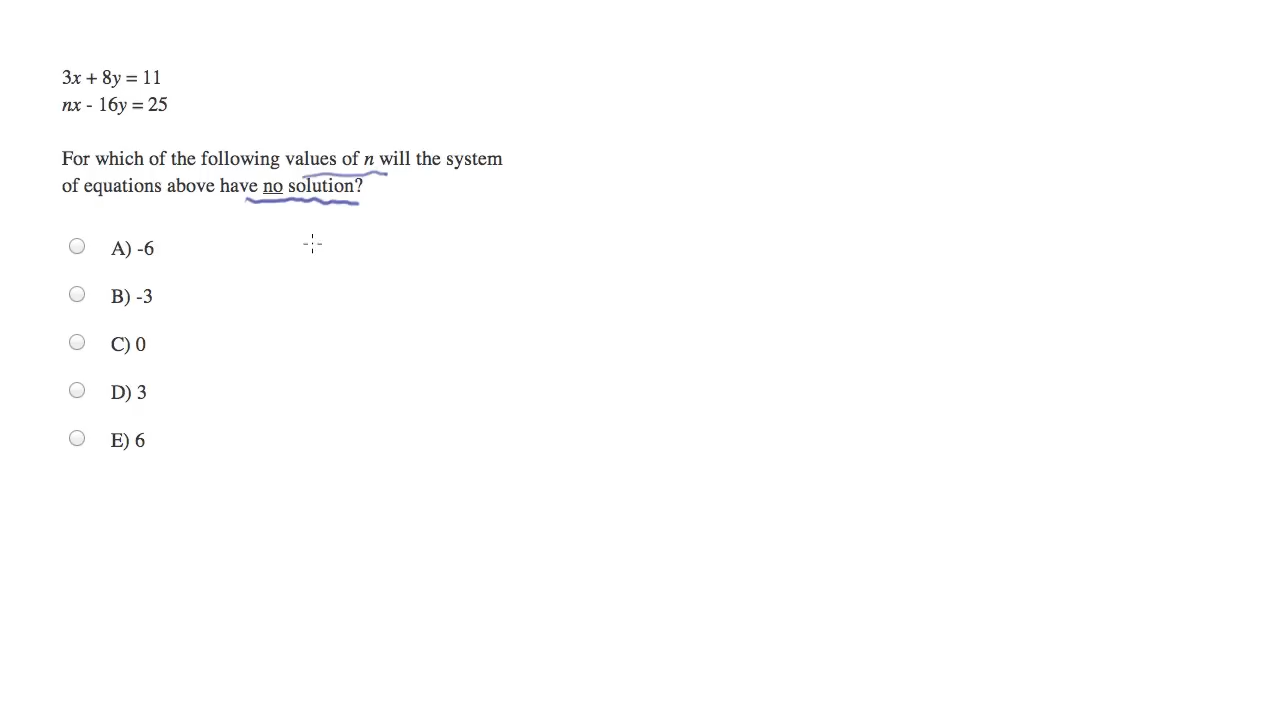 3x + 8y = 11
nx - 16y = 25
For which of the following values of n will the system
of equations above have no solution?
A) -6
B) -3
C) 0
D) 3
E) 6